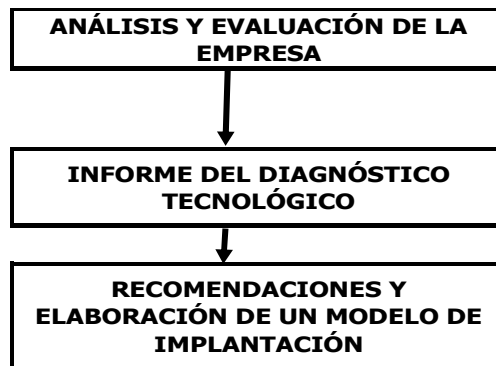 ANÁLISIS Y EVALUACIÓN DE LA
EMPRESA
INFORME DEL DIAGNÓSTICO
TECNOLÓGICO
RECOMENDACIONES Y
ELABORACIÓN DE UN MODELO DE
IMPLANTACIÓN